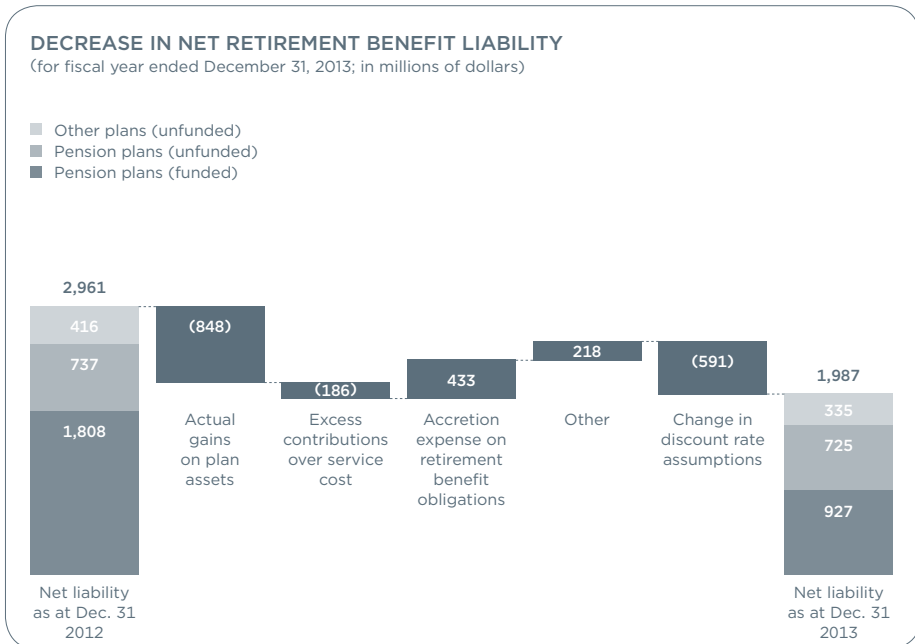 DECREASE IN NET RETIREMENT BENEFIT LIABILITY
(for fiscal year ended December 31, 2013; in millions of dollars)
Other plans (unfunded)
Pension plans (unfunded)
Pension plans (funded)
2,961
416
737
1,808
Net liability
as at Dec. 31
2012
(848)
Actual
gains
on plan
assets
(186)
Excess
contributions
over service
cost
433
Accretion
expense on
retirement
benefit
obligations
218
Other
(591)
Change in
discount rate
assumptions
1,987
335
725
927
Net liability
as at Dec. 31
2013